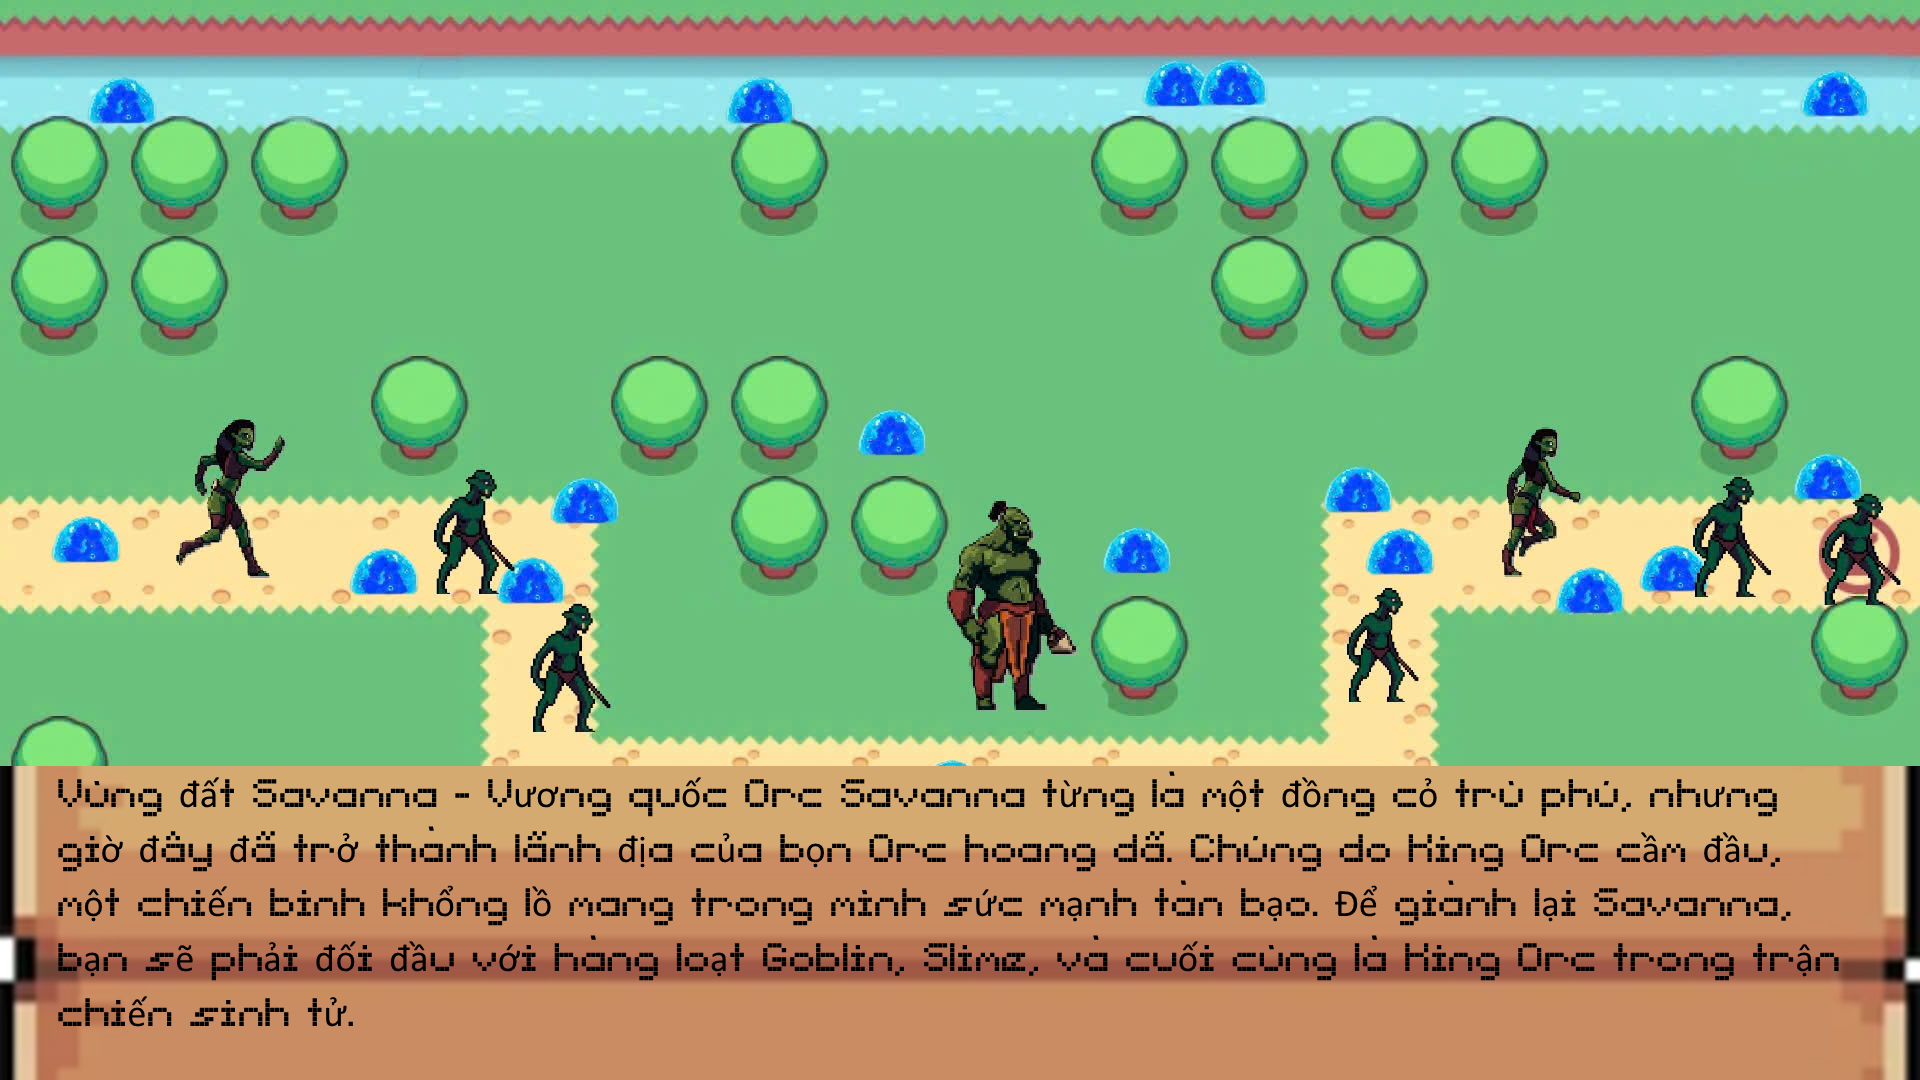 Vùng đất Savanna - Vương quốc Orc Savanna từng là một đồng cỏ trù phú, nhưng
giờ đây đã trở thành lãnh địa của bọn Orc hoang dã. Chúng do King Orc cầm đầu,
một chiến binh khổng lồ mang trong mình sức mạnh tàn bạo. Để giành lại Savanna,
bạn sẽ phải đối đầu với hàng loạt Goblin, Slime, và cuối cùng là King Orc trong trận
chiến sinh tử.